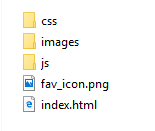 css
images
js
fav_icon.png
index.html